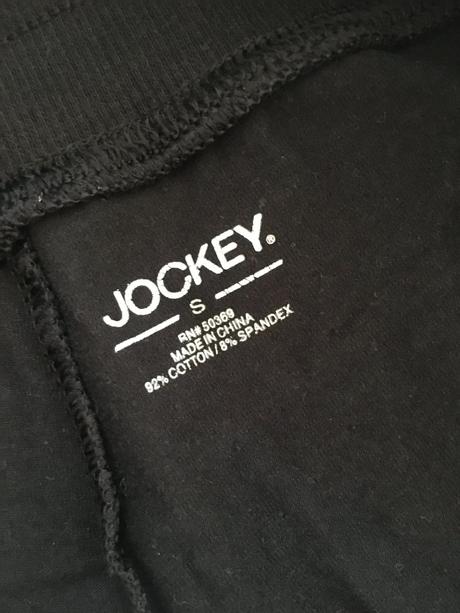 JOCKEY®
S
RN# 50369
MADE IN CHINA
92% COTTON / 8% SPANDEX